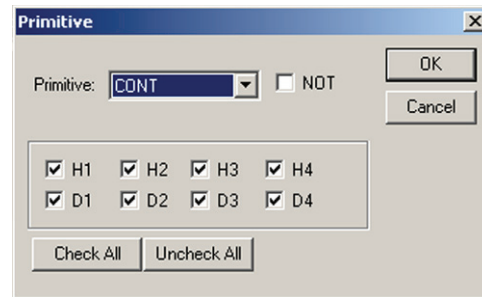 Primitive
Primitive: CONT NOT
OK
Cancel
H1 H2 H3 H4
D1 D2 D3 D4
Check All Uncheck All